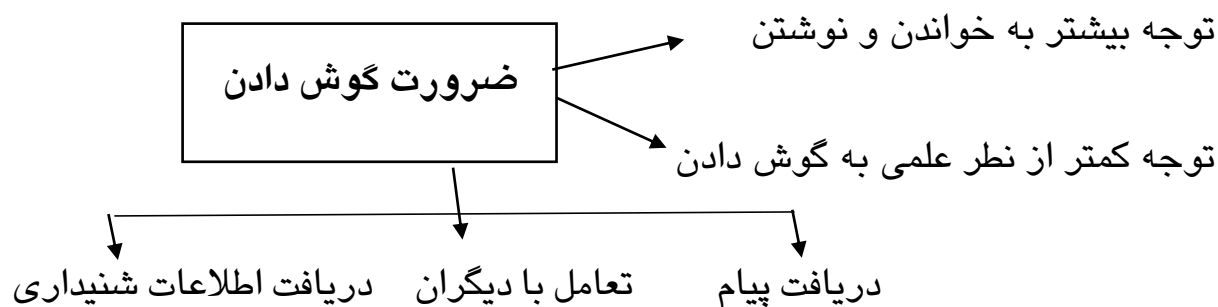 توجه بیشتر به خواندن و نوشتن
ضرورت گوش دادن
توجه کمتر از نطر علمی به گوش دادن
دریافت پیام تعامل با دیگران دریافت اطلاعات شنیداری